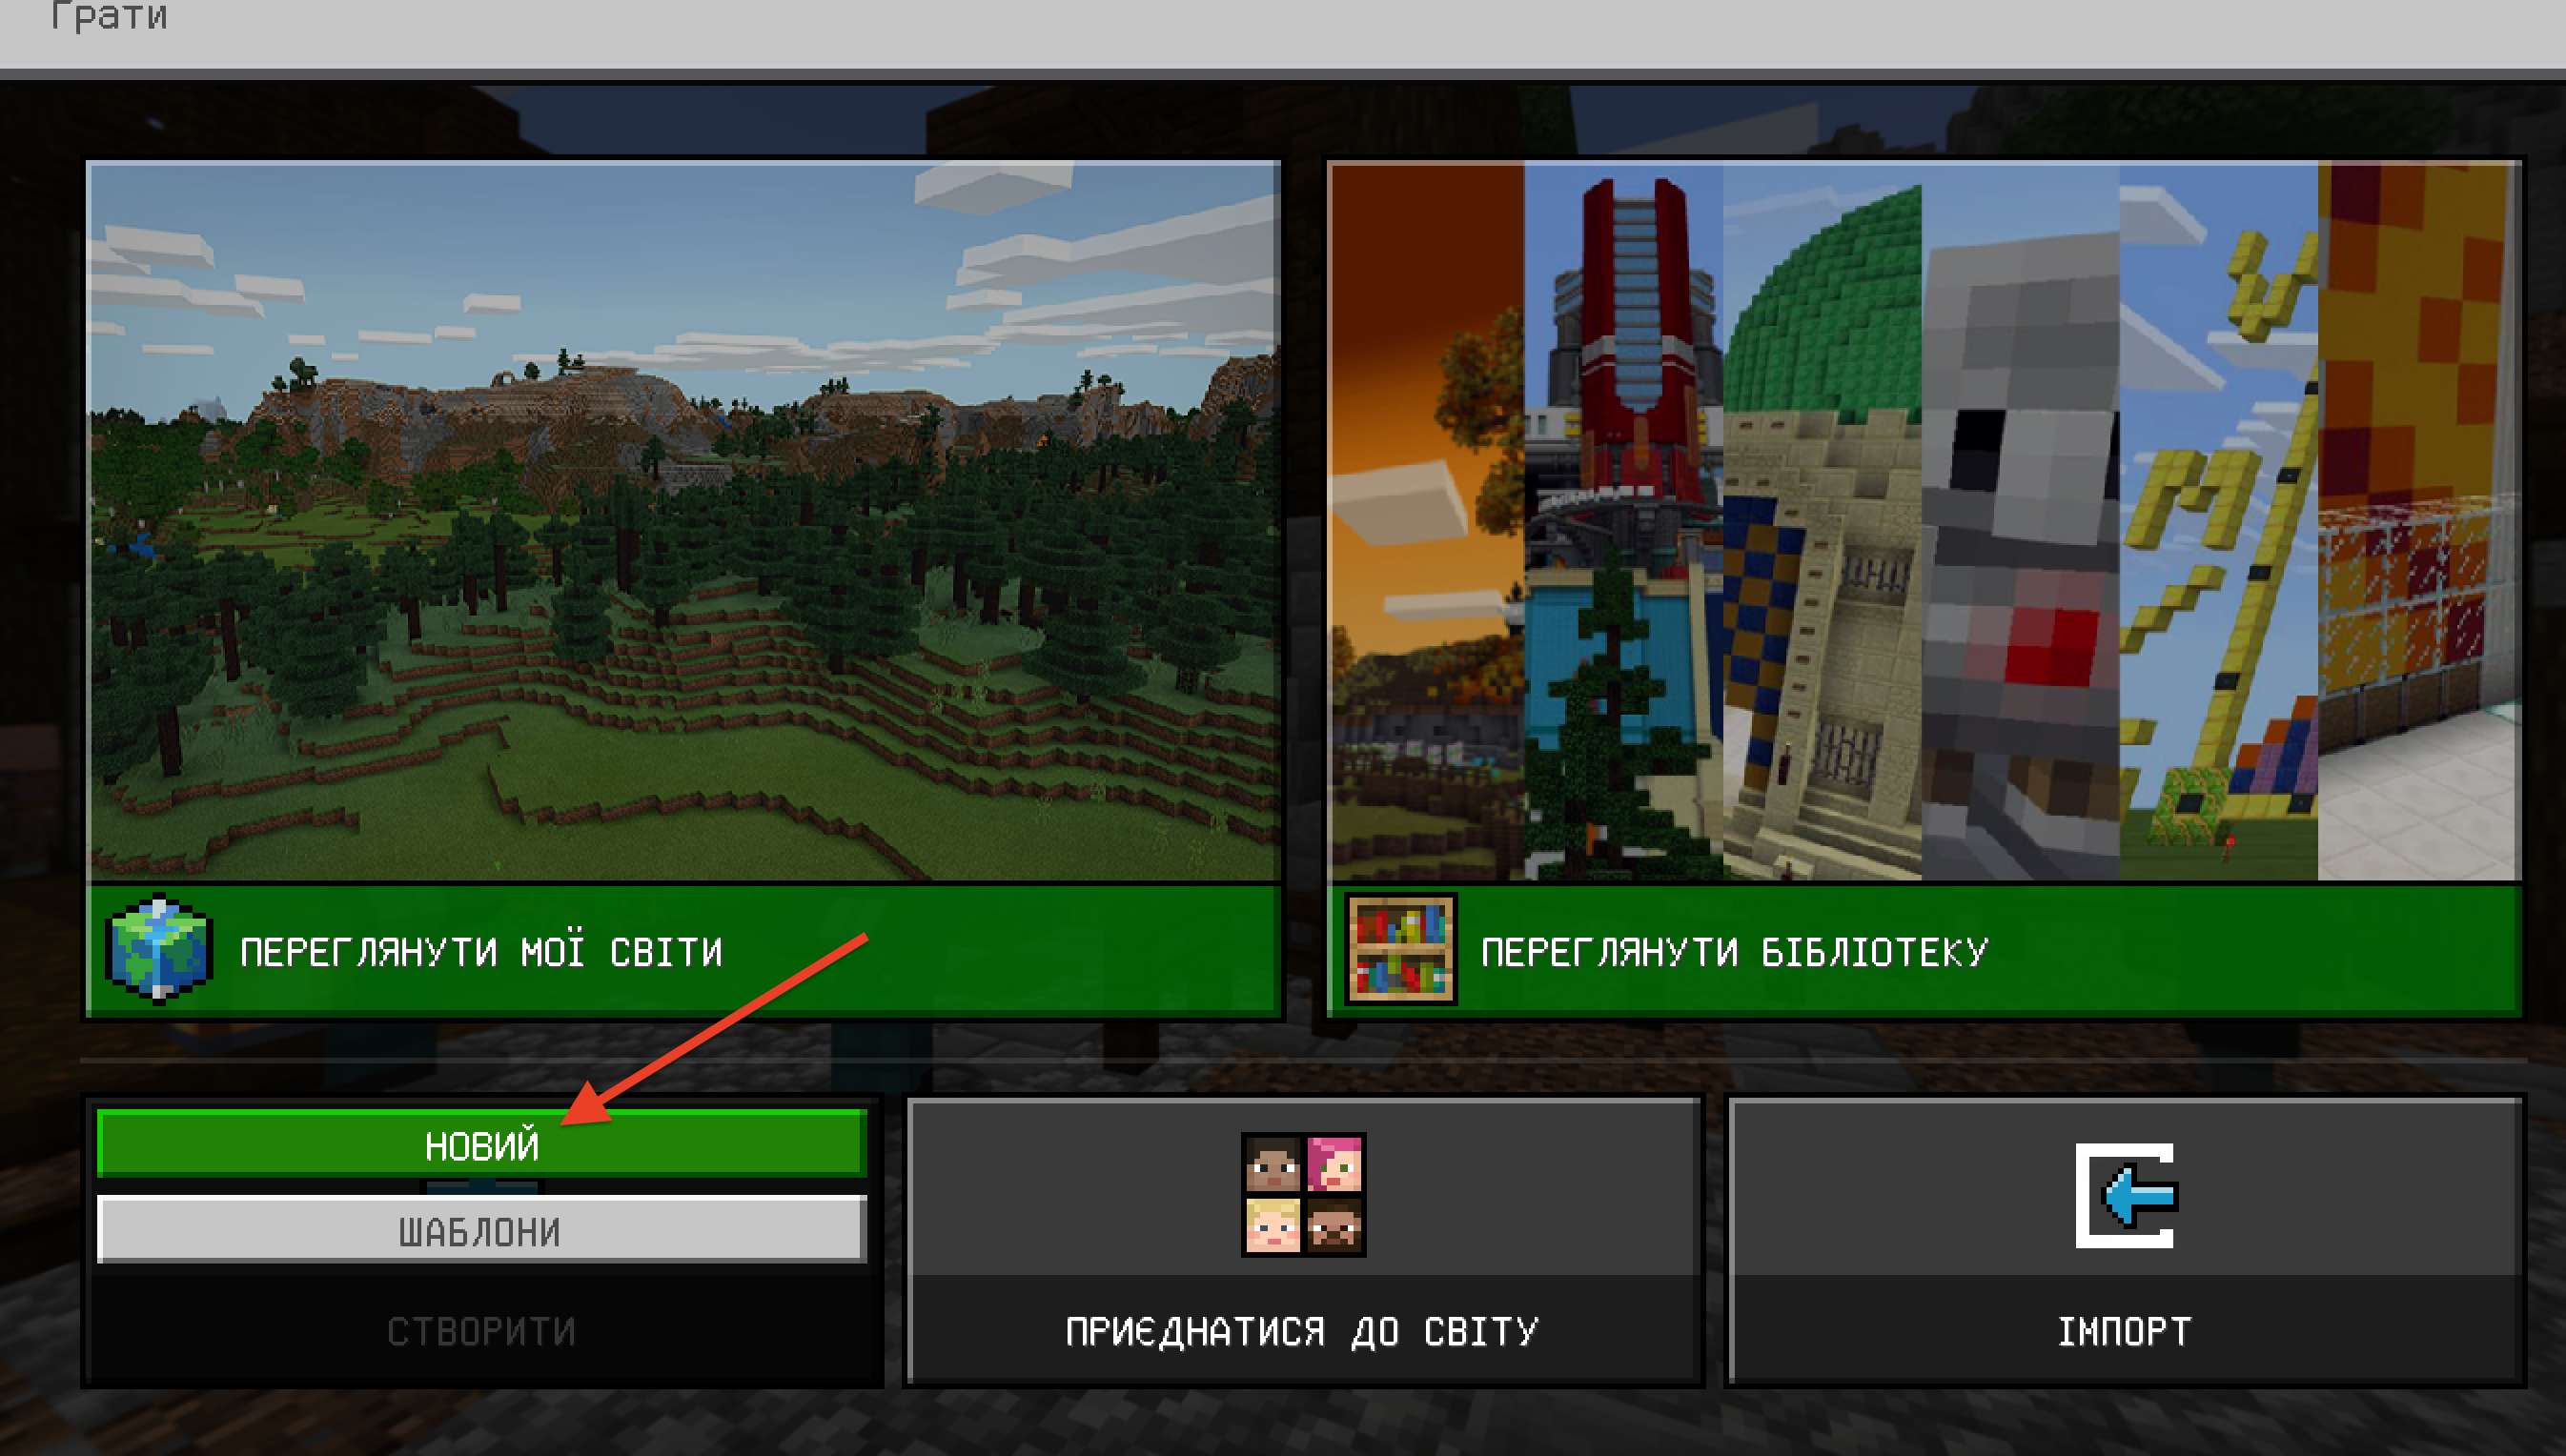 Грати
ПЕРЕГЛЯНУТИ МОЇ СВІТИ
ПЕРЕГЛЯНУТИ БІБЛІОТЕКУ
НОВИЙ
ШАБЛОНИ
СТВОРИТИ
ПРИЄДНАТИСЯ ДО СВІТУ
ІМПОРТ